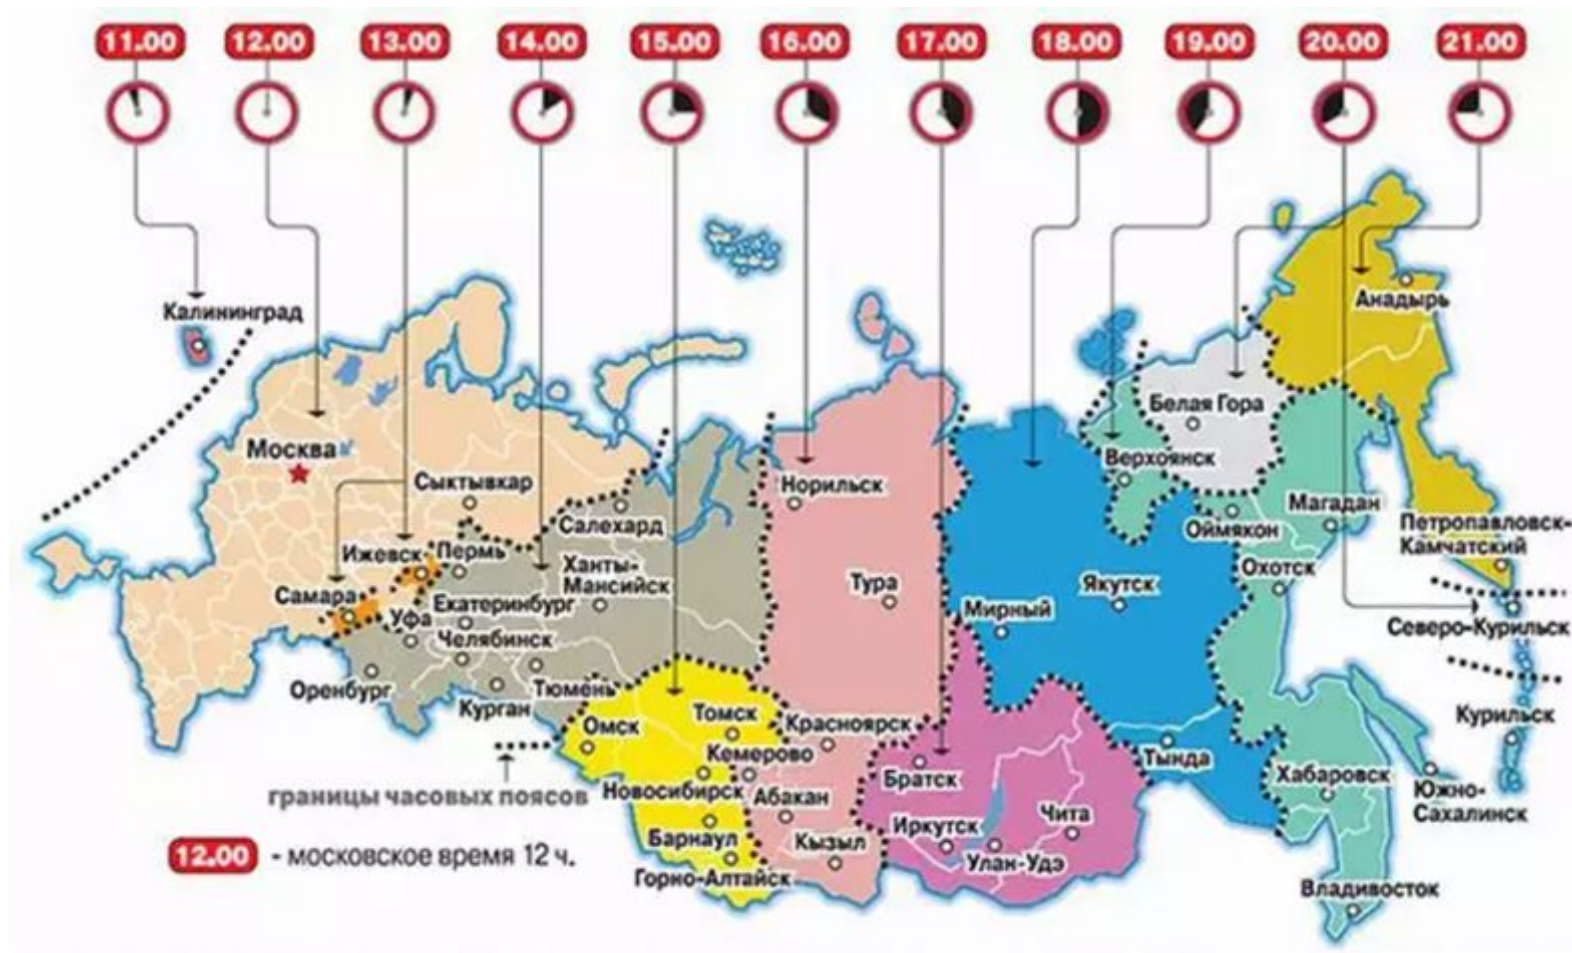 11.00 12.00 13.00 14.00 15.00 16.00 17.00 18.00 19.00 20.00 21.00
Калининград
Анадырь
Белая Гора
Москва
Верхоянск
Сыктывкар
Норильск
Салехард
Магадан
Оймякон
Петропавловск-
Камчатский
Ижевск
Пермь
Ханты-
Мансийск
Охотск
Тура
Якутск
Самара
Екатеринбург
Мирный
Уфа
Северо-Курильск
Челябинск
Оренбург
Тюмень
Курган
Томск
Курильск
Омск
Красноярск
Кемерово
Тында
Братск
Хабаровск
границы часовых поясов
Новосибирск
Абакан
Южно-
Сахалинск
Чита
Иркутск
Барнаул
Кызыл
12.00 - московское время 12 ч.
Улан-Удэ
Горно-Алтайск
Владивосток